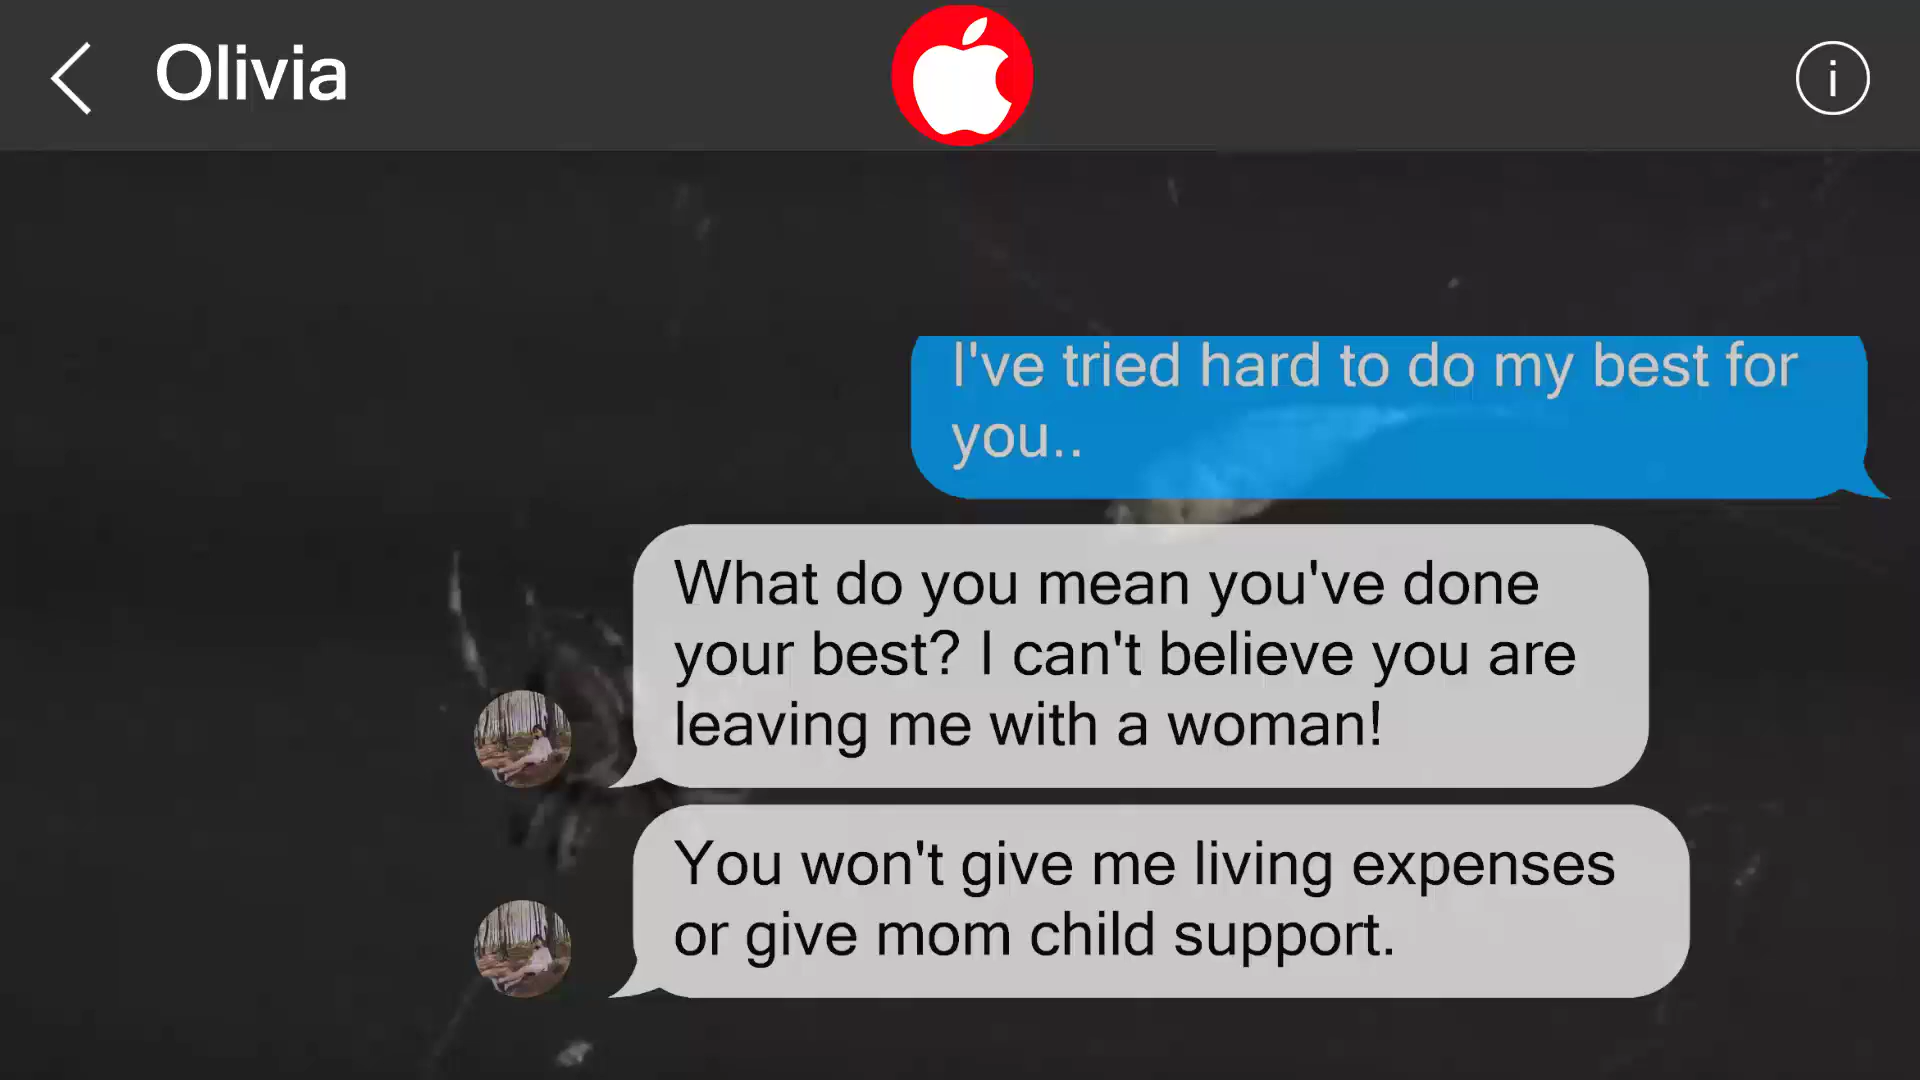 Olivia
i
I've tried hard to do my best for
you..
What do you mean you've done
your best? I can't believe you are
leaving me with a woman!
You won't give me living expenses
or give mom child support.